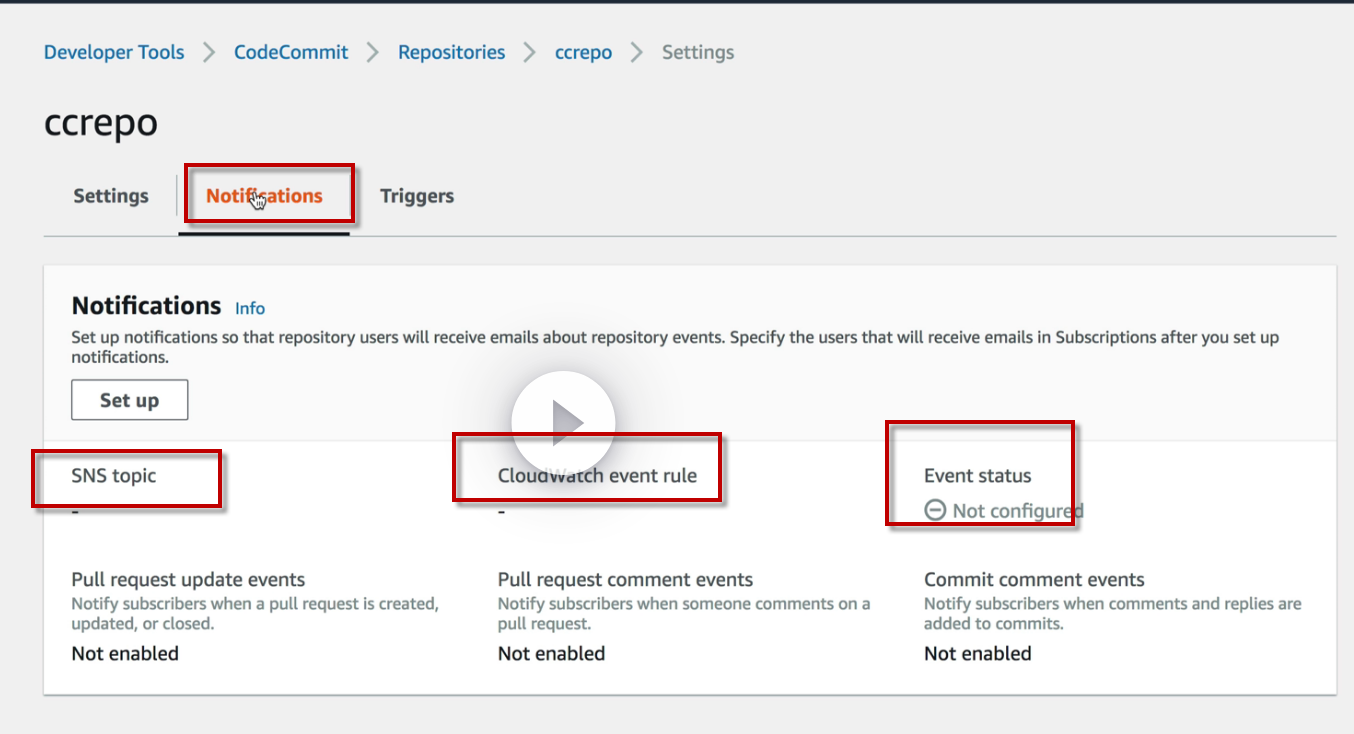 Developer Tools > CodeCommit > Repositories > ccrepo > Settings
ccrepo
Settings Notifications Triggers
Notifications Info
Set up notifications so that repository users will receive emails about repository events. Specify the users that will receive emails in Subscriptions after you set up
notifications.
Set up
SNS topic
-
CloudWatch event rule
-
Event status
Not configured
Pull request update events
Notify subscribers when a pull request is created,
updated, or closed.
Not enabled
Pull request comment events
Notify subscribers when someone comments on a
pull request.
Not enabled
Commit comment events
Notify subscribers when comments and replies are
added to commits.
Not enabled